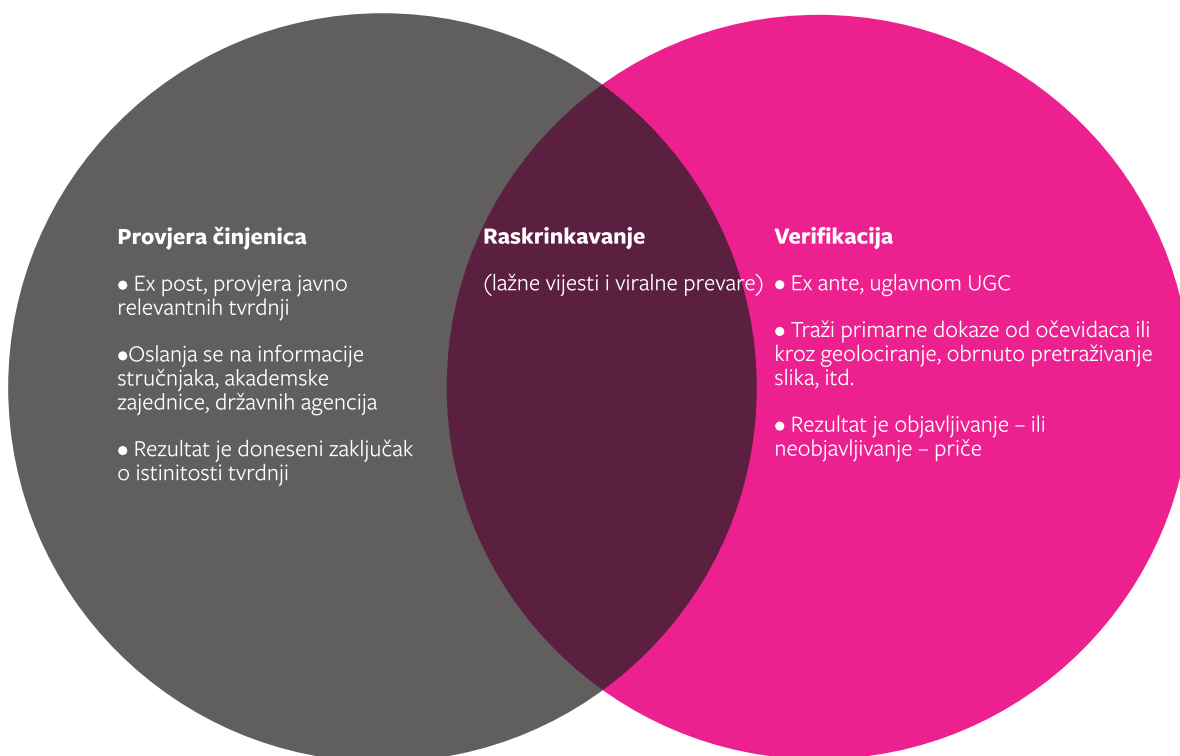 Provjera činjenica
● Ex post, provjera javno
relevantnih tvrdnji
●Oslanja se na informacije
stručnjaka, akademske
zajednice, državnih agencija
● Rezultat je doneseni zaključak
o istinitosti tvrdnji
Raskrinkavanje
(lažne vijesti i viralne prevare)
Verifikacija
● Ex ante, uglavnom UGC
● Traži primarne dokaze od očevidaca ili
kroz geolociranje, obrnuto pretraživanje
slika, itd.
● Rezultat je objavljivanje – ili
neobjavljivanje – priče